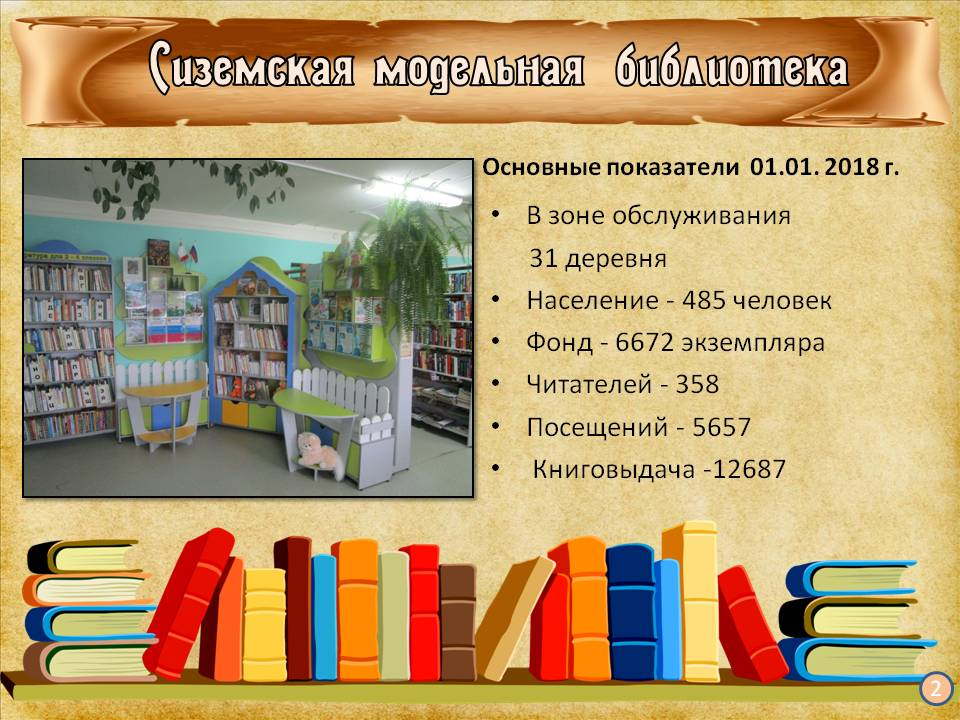 Сиземская модельная библиотека
Основные показатели 01.01. 2018 г.
• В зоне обслуживания
31 деревня
• Население - 485 человек
• Фонд - 6672 экземпляра
• Читателей - 358
• Посещений - 5657
• Книговыдача -12687
2